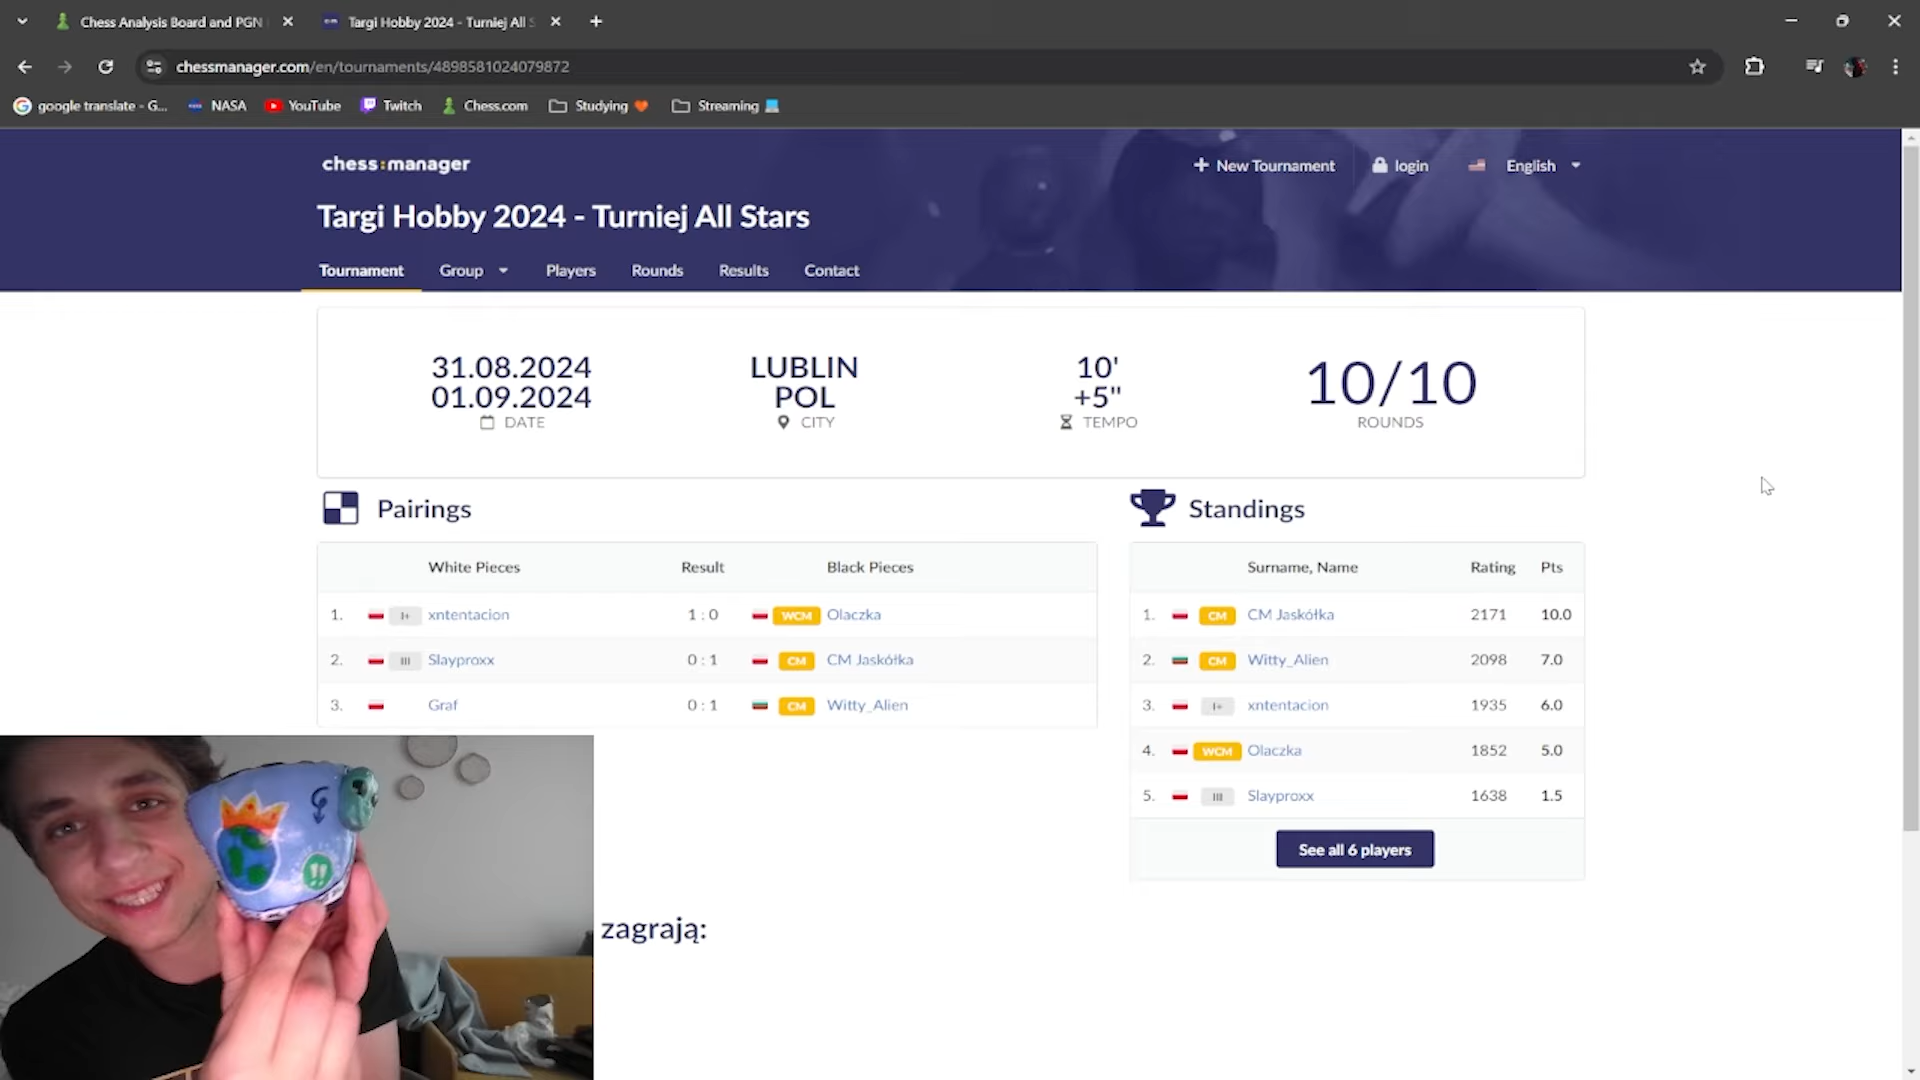 Chess Analysis Board and PGN
Targi Hobby 2024 - Turniej All S
chessmanager.com/en/tournaments/4898581024079872
google translate - G...
NASA
YouTube
Twitch
Chess.com
Studying
Streaming
chess:manager
New Tournament
login
English
Targi Hobby 2024 - Turniej All Stars
Tournament
Group
Players
Rounds
Results
Contact
31.08.2024
01.09.2024
DATE
LUBLIN
POL
CITY
10'
+5"
TEMPO
10/10
ROUNDS
Pairings
White Pieces Result Black Pieces
1. I+ xntentacion 1 : 0 WCM Olaczka
2. III Slayproxx 0 : 1 CM CM Jaskółka
3. Graf 0 : 1 CM Witty_Alien
Standings
Surname, Name Rating Pts
1. CM CM Jaskółka 2171 10.0
2. CM Witty_Alien 2098 7.0
3. I+ xntentacion 1935 6.0
4. WCM Olaczka 1852 5.0
5. III Slayproxx 1638 1.5
See all 6 players
!!
zagrają: